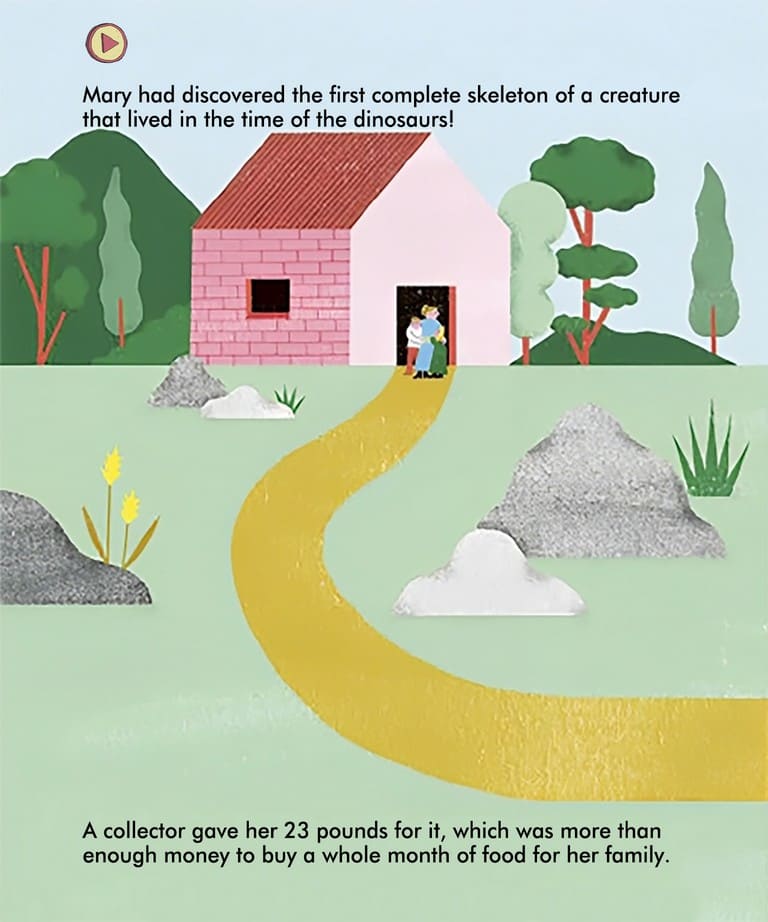 Mary had discovered the first complete skeleton of a creature
that lived in the time of the dinosaurs!
A collector gave her 23 pounds for it, which was more than
enough money to buy a whole month of food for her family.